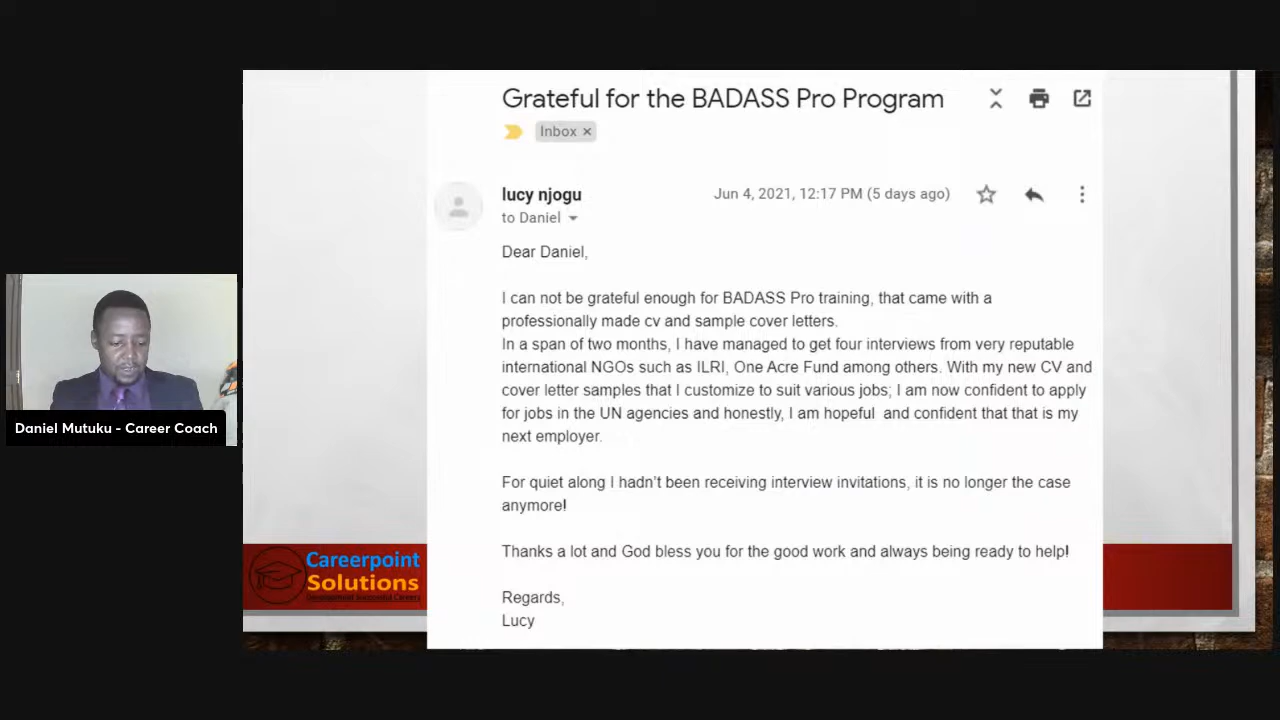 Grateful for the BADASS Pro Program
Inbox ×
lucy njogu
Jun 4, 2021, 12:17 PM (5 days ago)
to Daniel
Dear Daniel,
I can not be grateful enough for BADASS Pro training, that came with a
professionally made cv and sample cover letters.
In a span of two months, I have managed to get four interviews from very reputable
international NGOs such as ILRI, One Acre Fund among others. With my new CV and
cover letter samples that I customize to suit various jobs; I am now confident to apply
for jobs in the UN agencies and honestly, I am hopeful and confident that that is my
next employer.
For quiet along I hadn't been receiving interview invitations, it is no longer the case
anymore!
Thanks a lot and God bless you for the good work and always being ready to help!
Regards,
Lucy
Daniel Mutuku - Career Coach
Careerpoint
Solutions